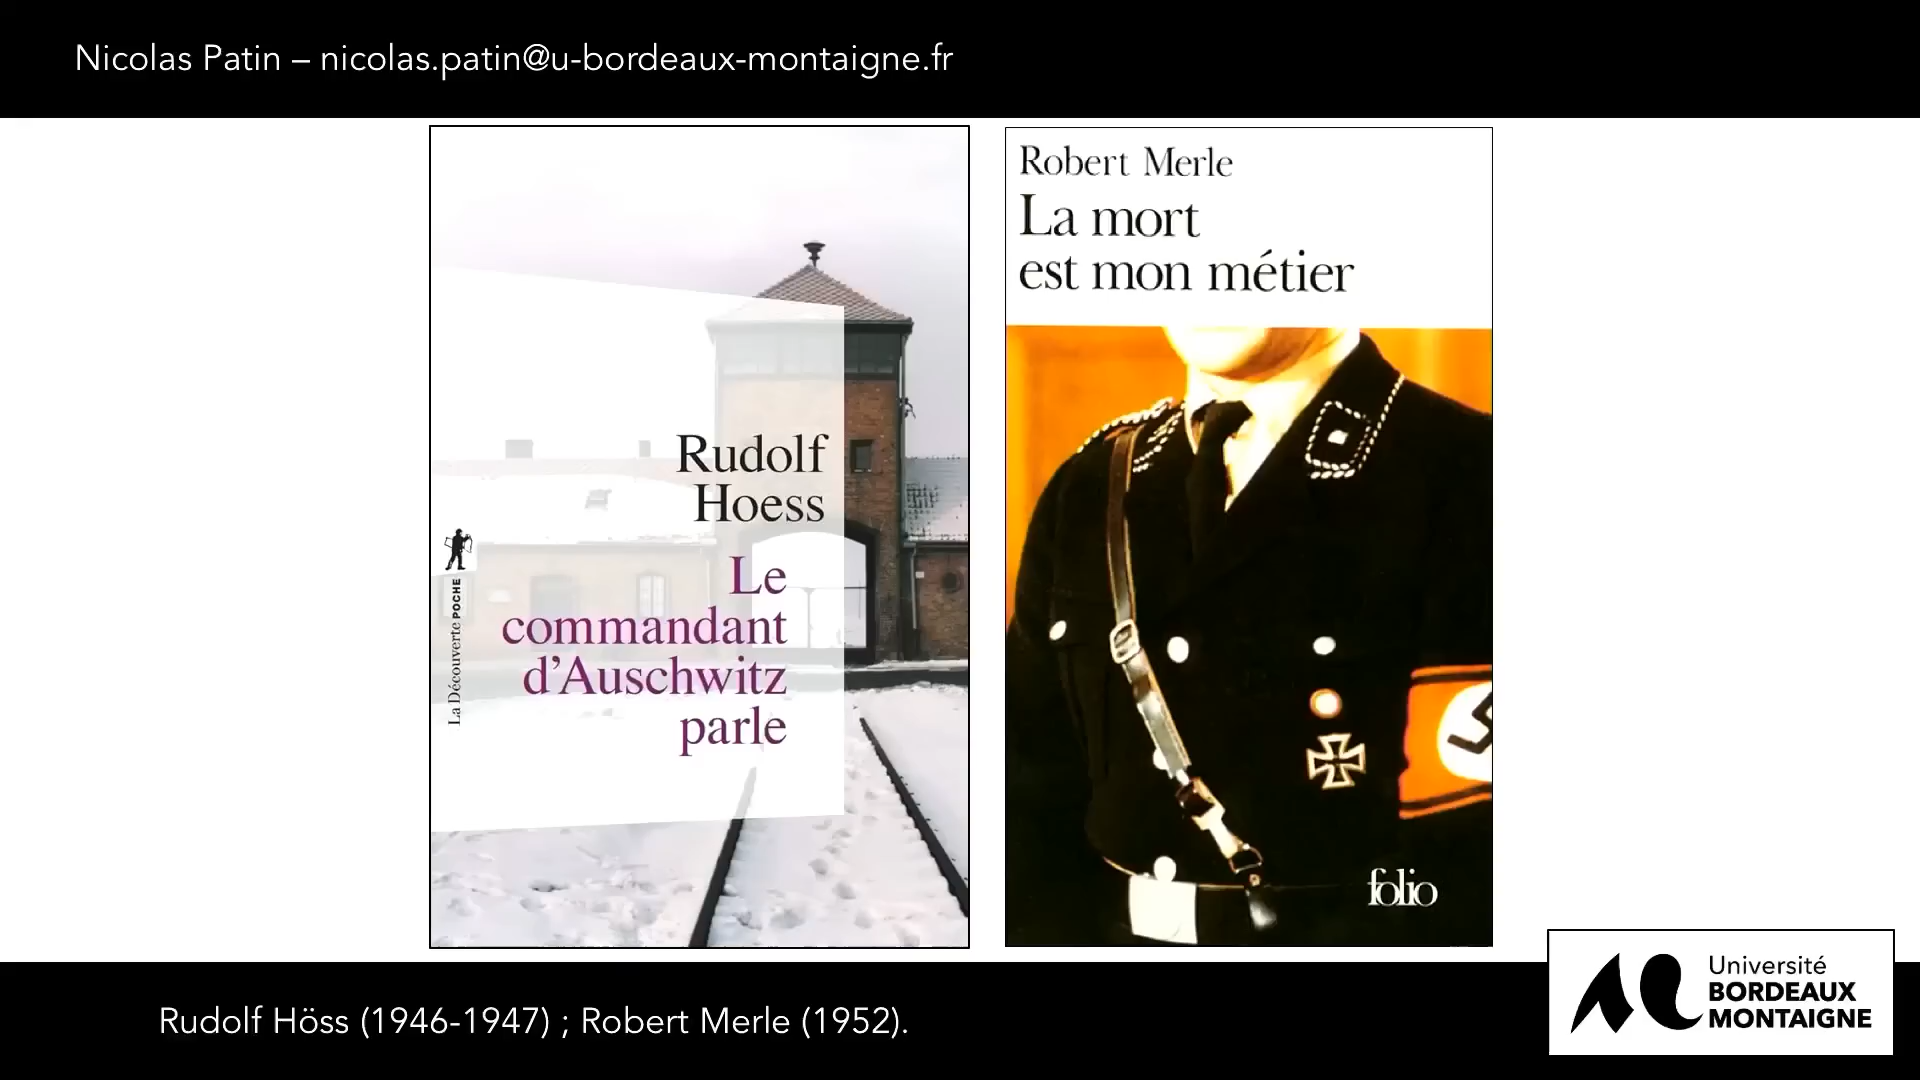 Nicolas Patin – nicolas.patin@u-bordeaux-montaigne.fr
Rudolf
Hoess
Le
commandant
d’Auschwitz
parle
La Découverte POCHE
Robert Merle
La mort
est mon métier
folio
Rudolf Höss (1946-1947) ; Robert Merle (1952).
Université
BORDEAUX
MONTAIGNE